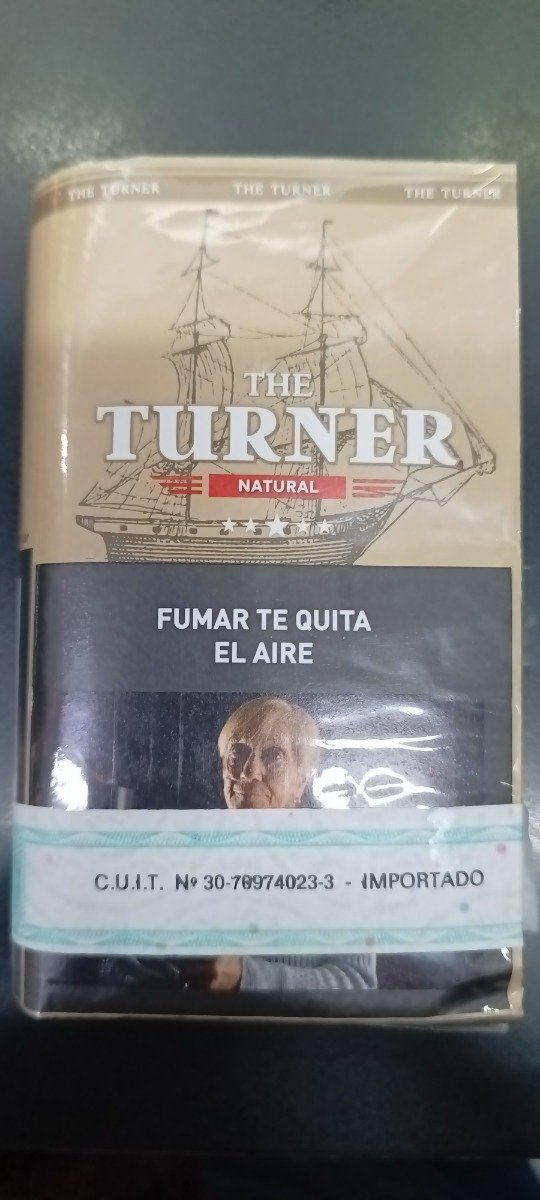 THE TURNER THE TURNER THE TURNER
THE
TURNER
NATURAL
FUMAR TE QUITA
EL AIRE
C.U.I.T. Nº 30-70974023-3 - IMPORTADO